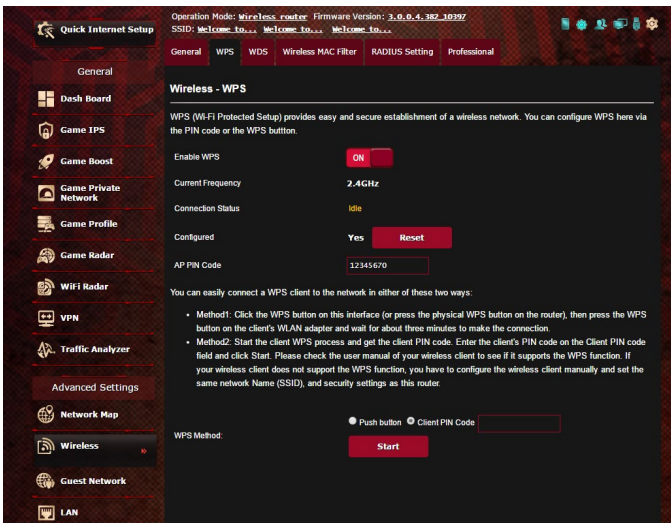 Quick Internet Setup
Operation Mode: Wireless router Firmware Version: 3.0.0.4.382_10397
SSID: Welcome to... Welcome to... Welcome to...
General WPS WDS Wireless MAC Filter RADIUS Setting Professional
General
Dash Board
Game IPS
Game Boost
Game Private
Network
Game Profile
Game Radar
WiFi Radar
VPN
Traffic Analyzer
Advanced Settings
Network Map
Wireless
Guest Network
LAN
Wireless - WPS
WPS (Wi-Fi Protected Setup) provides easy and secure establishment of a wireless network. You can configure WPS here via
the PIN code or the WPS buttton.
Enable WPS ON
Current Frequency 2.4GHz
Connection Status Idle
Configured Yes Reset
AP PIN Code 12345670
You can easily connect a WPS client to the network in either of these two ways:
• Method1: Click the WPS button on this interface (or press the physical WPS button on the router), then press the WPS
button on the client's WLAN adapter and wait for about three minutes to make the connection.
• Method2: Start the client WPS process and get the client PIN code. Enter the client's PIN code on the Client PIN code
field and click Start. Please check the user manual of your wireless client to see if it supports the WPS function. If
your wireless client does not support the WPS function, you have to configure the wireless client manually and set the
same network Name (SSID), and security settings as this router.
WPS Method: Push button Client PIN Code
Start